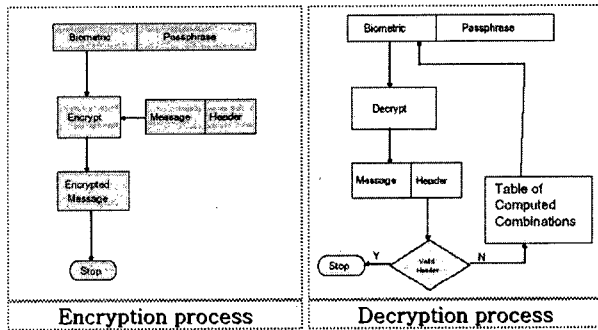 Biometric Passphrase
Encrypt
Message Header
Encrypted
Message
Stop
Encryption process
Biometric Passphrase
Decrypt
Message Header
Table of
Computed
Combinations
Y
Valid
Header
N
Stop
Decryption process